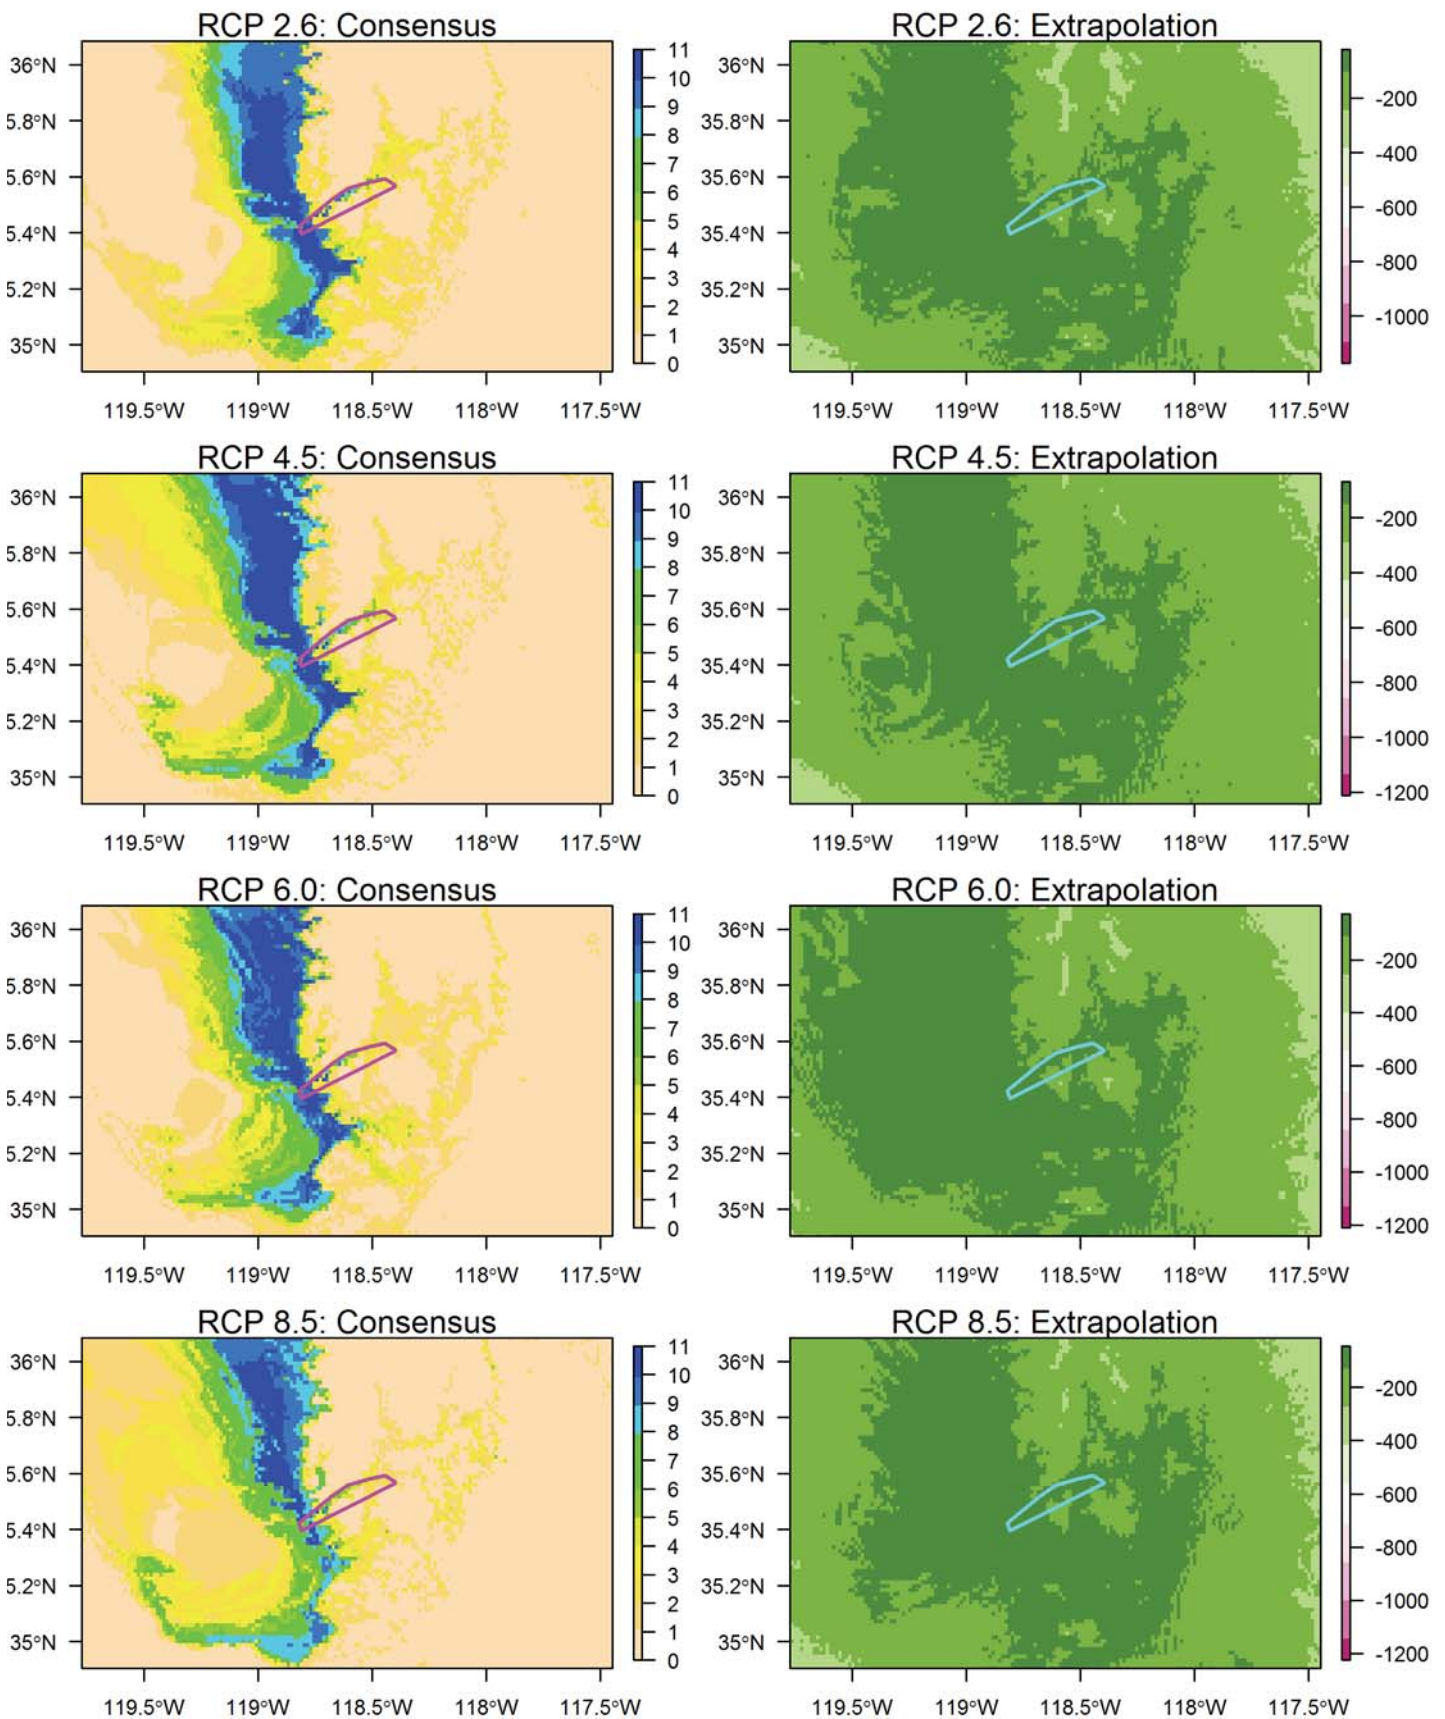 RCP 2.6: Consensus
RCP 2.6: Extrapolation
36°N
5.8°N
5.6°N
5.4°N
5.2°N
35°N
11
10
9
8
7
6
5
4
3
2
1
0
119.5°W 119°W 118.5°W 118°W 117.5°W
36°N
35.8°N
35.6°N
35.4°N
35.2°N
35°N
-200
-400
-600
-800
-1000
119.5°W 119°W 118.5°W 118°W 117.5°W
RCP 4.5: Consensus
RCP 4.5: Extrapolation
36°N
5.8°N
5.6°N
5.4°N
5.2°N
35°N
11
10
9
8
7
6
5
4
3
2
1
0
119.5°W 119°W 118.5°W 118°W 117.5°W
36°N
35.8°N
35.6°N
35.4°N
35.2°N
35°N
-200
-400
-600
-800
-1000
-1200
119.5°W 119°W 118.5°W 118°W 117.5°W
RCP 6.0: Consensus
RCP 6.0: Extrapolation
36°N
5.8°N
5.6°N
5.4°N
5.2°N
35°N
11
10
9
8
7
6
5
4
3
2
1
0
119.5°W 119°W 118.5°W 118°W 117.5°W
36°N
35.8°N
35.6°N
35.4°N
35.2°N
35°N
-200
-400
-600
-800
-1000
-1200
119.5°W 119°W 118.5°W 118°W 117.5°W
RCP 8.5: Consensus
RCP 8.5: Extrapolation
36°N
5.8°N
5.6°N
5.4°N
5.2°N
35°N
11
10
9
8
7
6
5
4
3
2
1
0
119.5°W 119°W 118.5°W 118°W 117.5°W
36°N
35.8°N
35.6°N
35.4°N
35.2°N
35°N
-200
-400
-600
-800
-1000
-1200
119.5°W 119°W 118.5°W 118°W 117.5°W